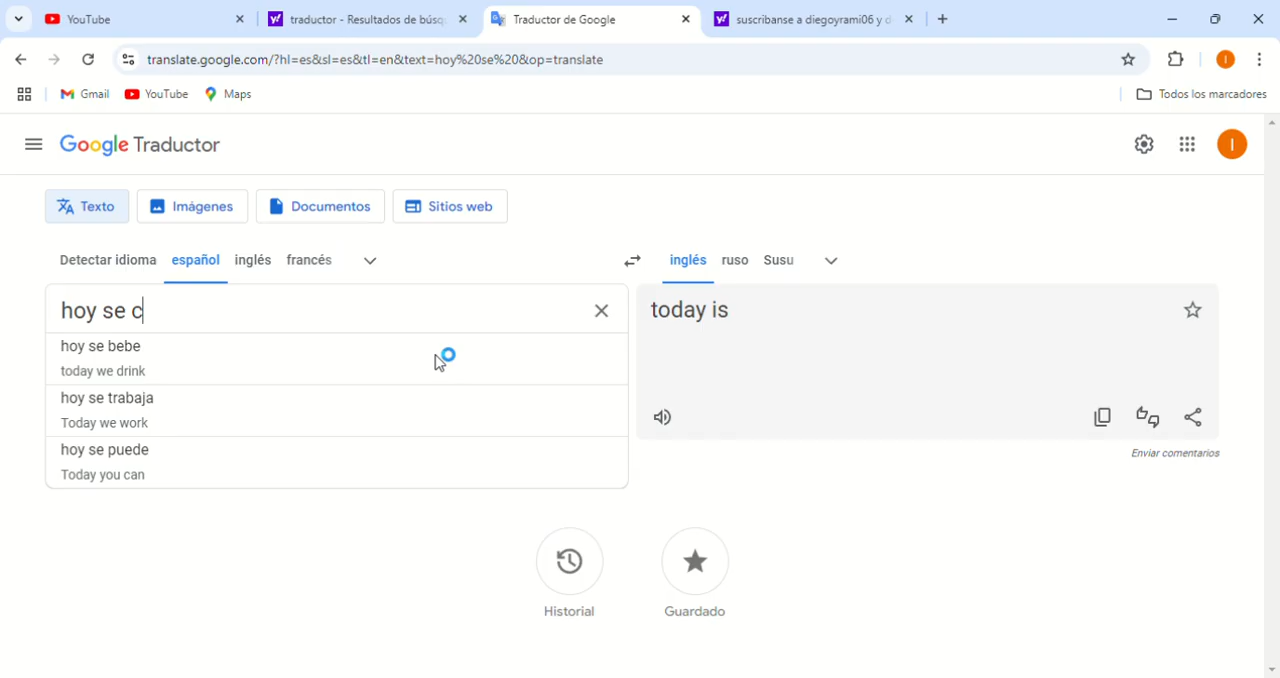 YouTube
traductor - Resultados de búsq
Traductor de Google
suscribanse a diegoyrami06 y d
translate.google.com/?hl=es&sl=es&tl=en&text=hoy%20se%20&op=translate
I
Gmail
YouTube
Maps
Todos los marcadores
Google Traductor
I
Texto
Imágenes
Documentos
Sitios web
Detectar idioma
español
inglés
francés
inglés
ruso
Susu
hoy se c
today is
hoy se bebe
today we drink
hoy se trabaja
Today we work
hoy se puede
Today you can
Enviar comentarios
Historial
Guardado